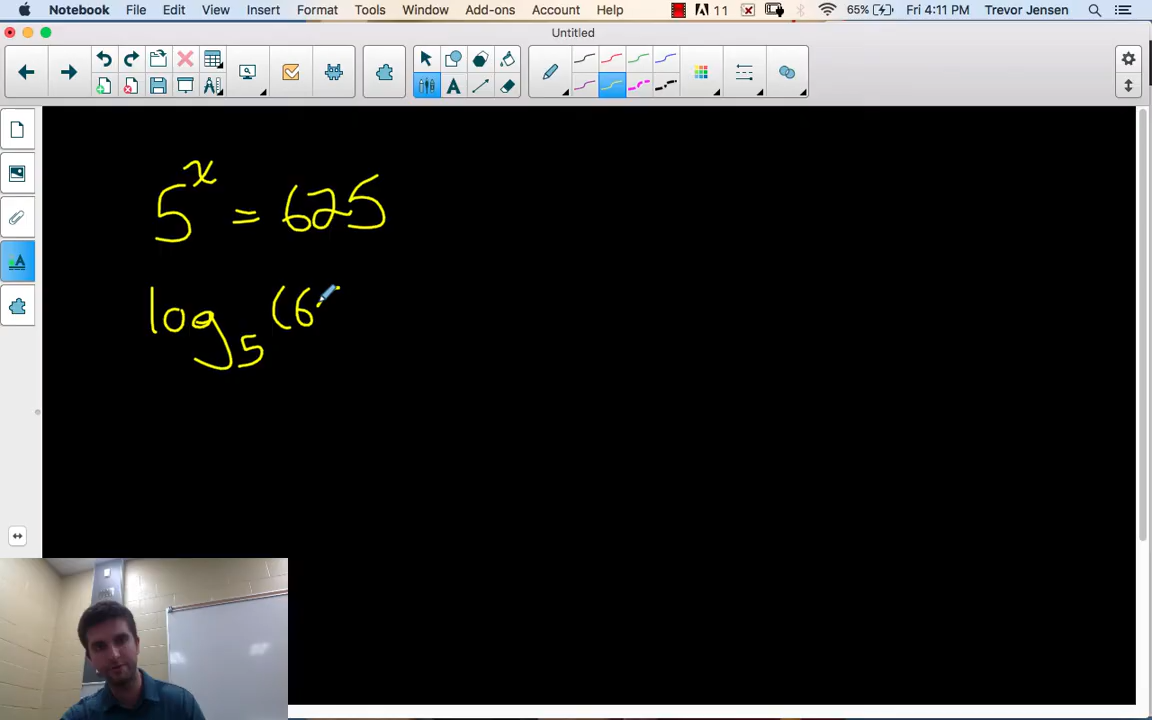 Notebook File Edit View Insert Format Tools Window Add-ons Account Help 11 65% Fri 4:11 PM Trevor Jensen
Untitled
5^x = 625
log_5 (6